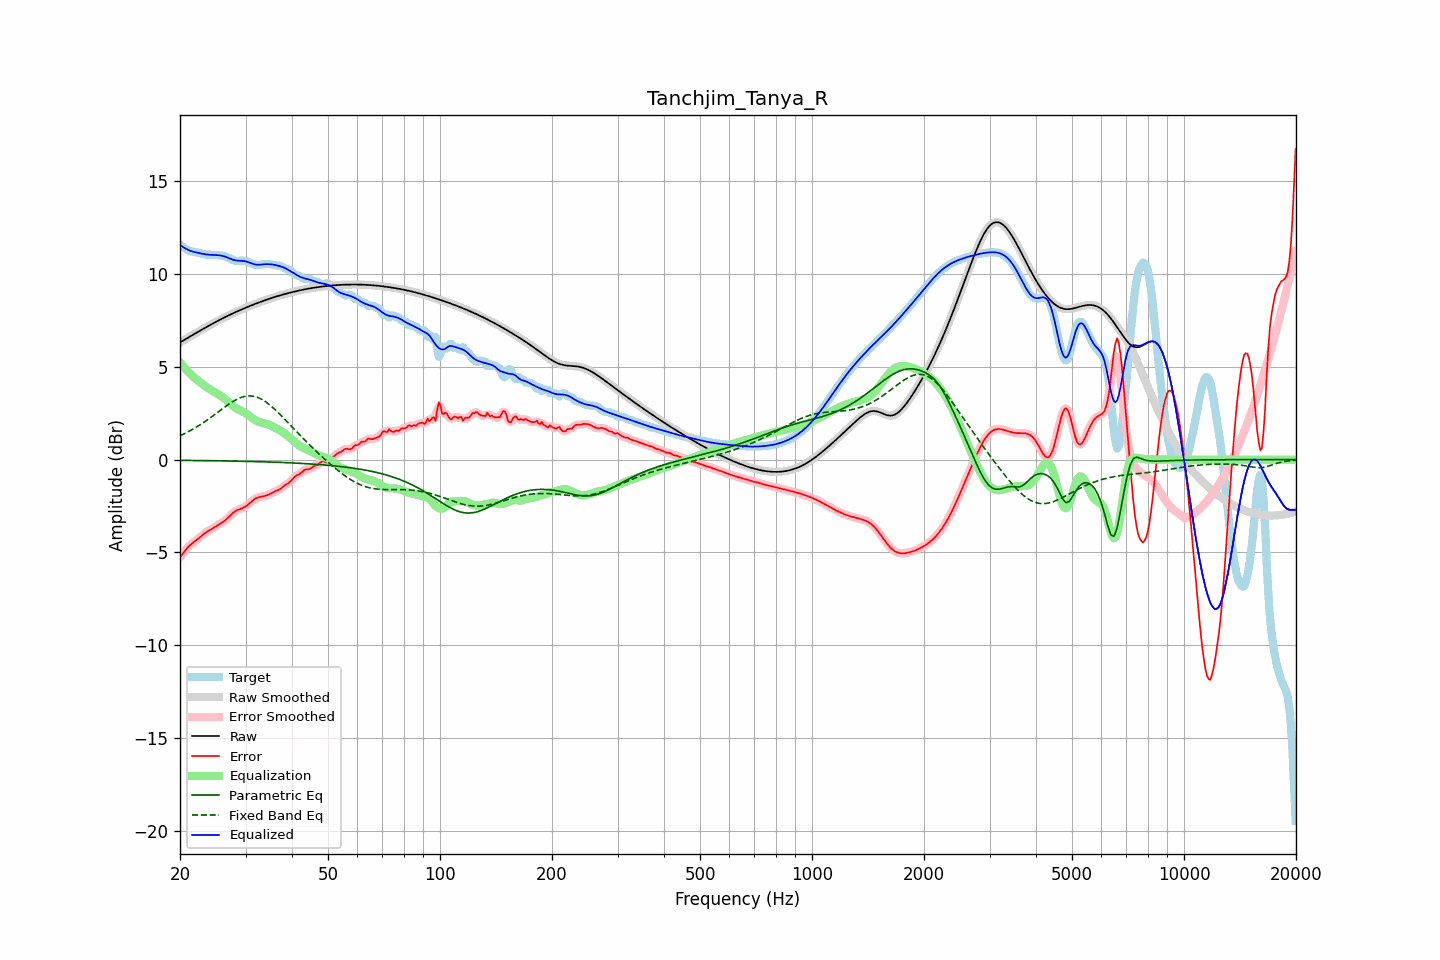 Tanchjim_Tanya_R
Amplitude (dBr)
15
10
5
0
−5
−10
−15
−20
Target
Raw Smoothed
Error Smoothed
Raw
Error
Equalization
Parametric Eq
Fixed Band Eq
Equalized
20 50 100 200 500 1000 2000 5000 10000 20000
Frequency (Hz)